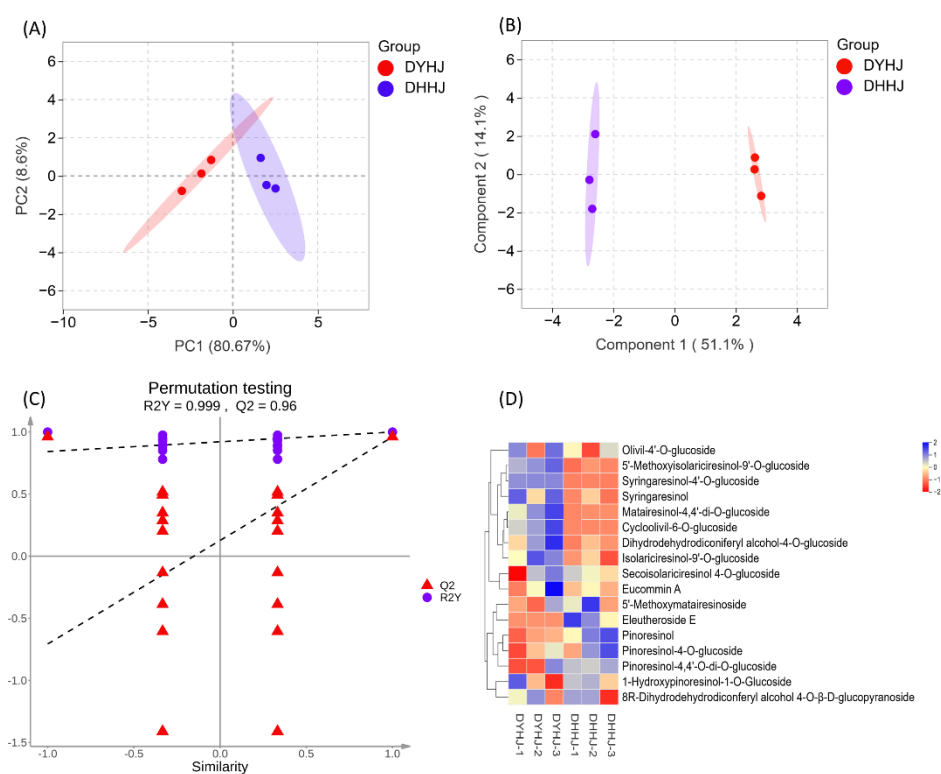 (A)
Group
DYHJ
DHHJ
6
4
2
0
−2
−4
−6
PC2 (8.6%)
−10
−5
0
5
PC1 (80.67%)
(B)
Group
DYHJ
DHHJ
6
4
2
0
−2
−4
−6
Component 2 ( 14.1% )
−4
−2
0
2
4
Component 1 ( 51.1% )
(C)
Permutation testing
R2Y = 0.999 , Q2 = 0.96
1.0
0.5
0.0
-0.5
-1.0
-1.5
-1.0
-0.5
0.0
0.5
1.0
Similarity
Q2
R2Y
(D)
Olivil-4'-O-glucoside
5'-Methoxyisolariciresinol-9'-O-glucoside
Syringaresinol-4'-O-glucoside
Syringaresinol
Matairesinol-4,4'-di-O-glucoside
Cycloolivil-6-O-glucoside
Dihydrodehydrodiconiferyl alcohol-4-O-glucoside
Isolariciresinol-9'-O-glucoside
Secoisolariciresinol 4-O-glucoside
Eucommin A
5'-Methoxymatairesinoside
Eleutheroside E
Pinoresinol
Pinoresinol-4-O-glucoside
Pinoresinol-4,4'-O-di-O-glucoside
1-Hydroxypinoresinol-1-O-Glucoside
8R-Dihydrodehydrodiconiferyl alcohol 4-O-β-D-glucopyranoside
DYHJ-1
DYHJ-2
DYHJ-3
DHHJ-1
DHHJ-2
DHHJ-3
2
1
0
-1
-2